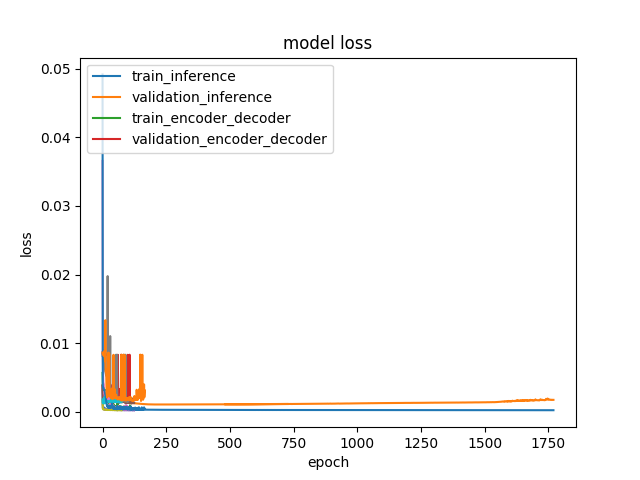 model loss
train_inference
validation_inference
train_encoder_decoder
validation_encoder_decoder
0.05
0.04
0.03
0.02
0.01
0.00
loss
0 250 500 750 1000 1250 1500 1750
epoch